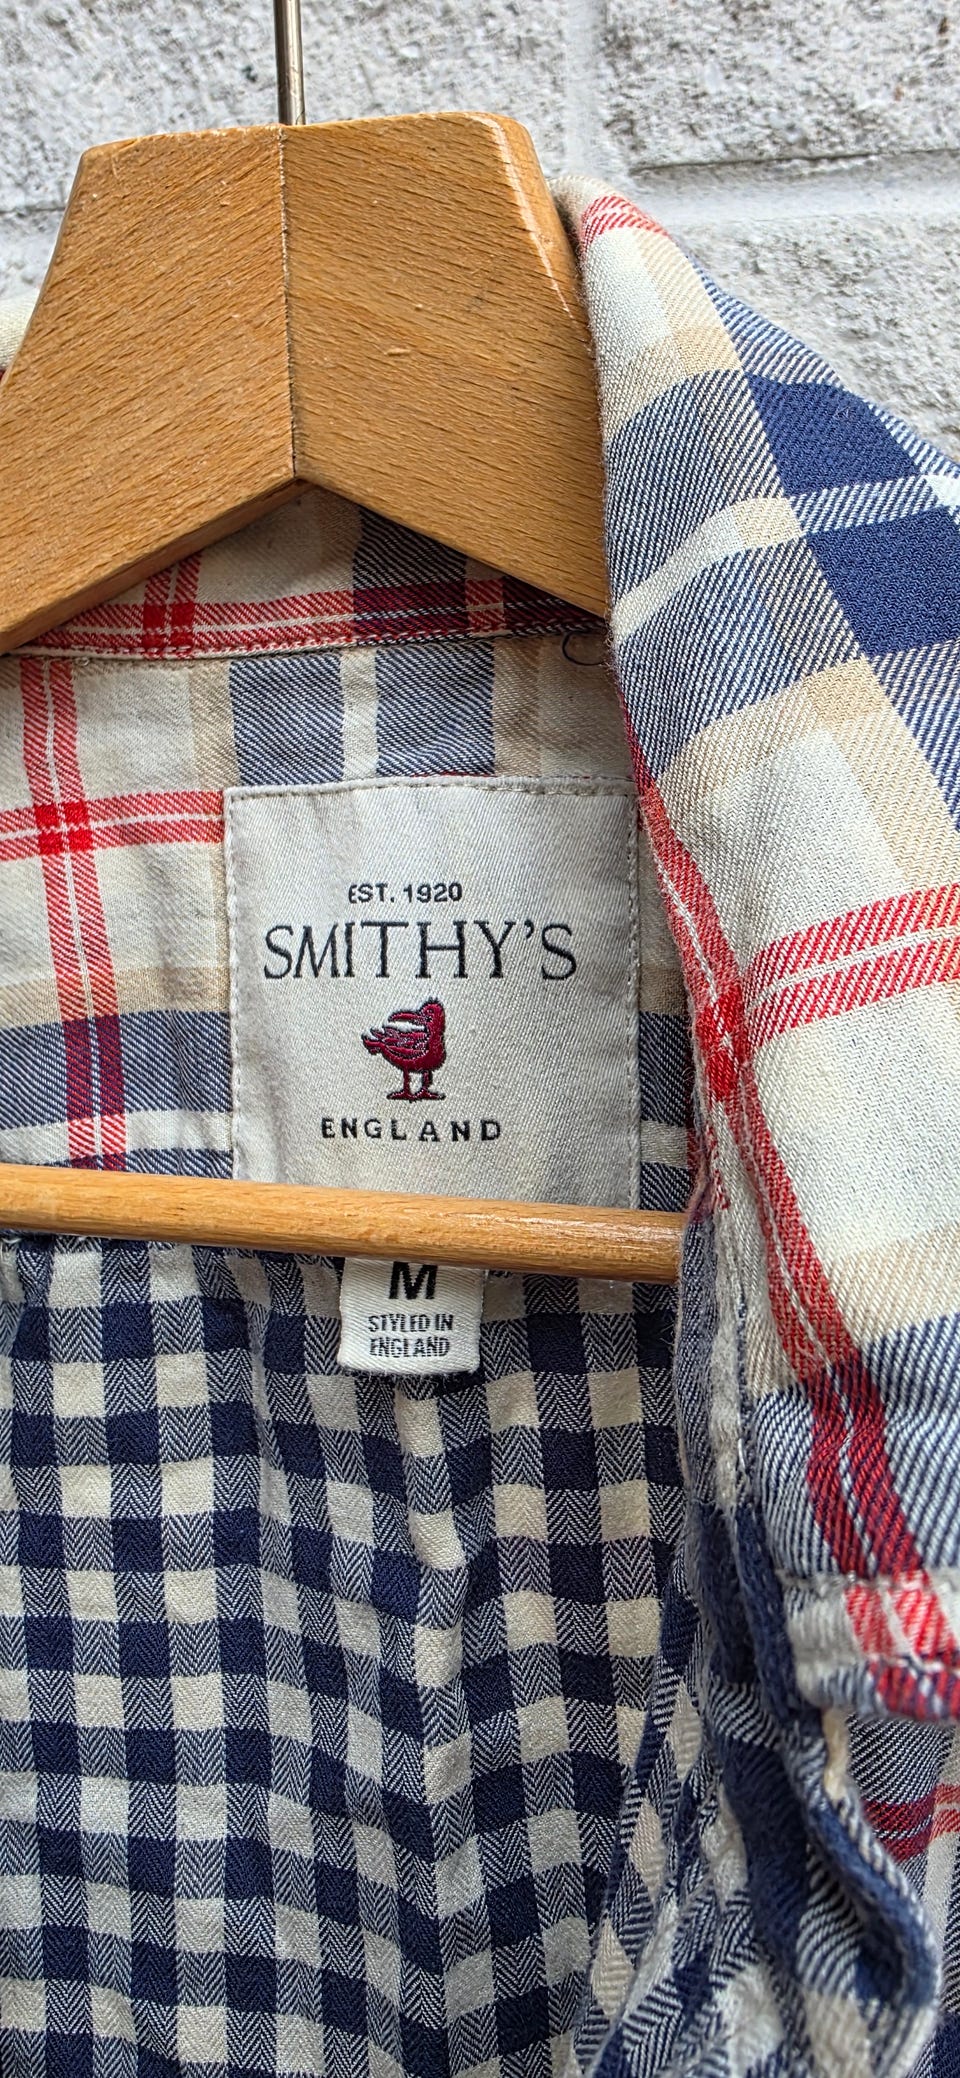 EST. 1920
SMITHY'S
ENGLAND
M
STYLED IN
ENGLAND